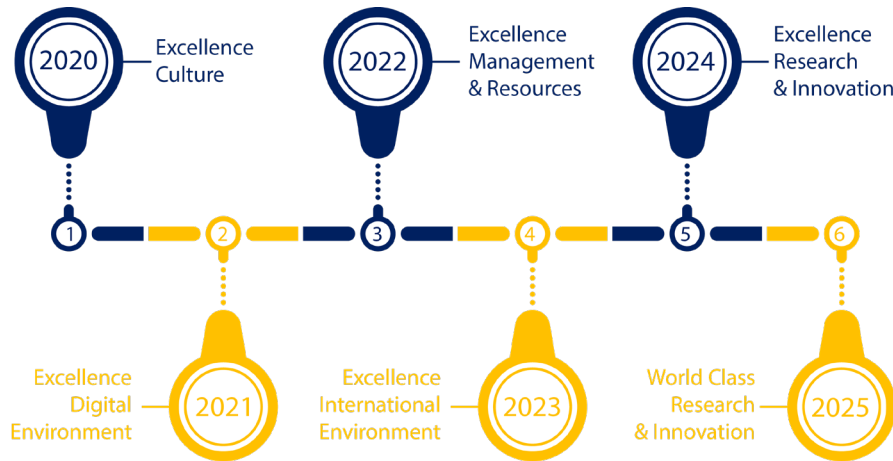 2020
Excellence
Culture
2022
Excellence
Management
& Resources
2024
Excellence
Research
& Innovation
1
2
3
4
5
6
Excellence
Digital
Environment
2021
Excellence
International
Environment
2023
World Class
Research
& Innovation
2025